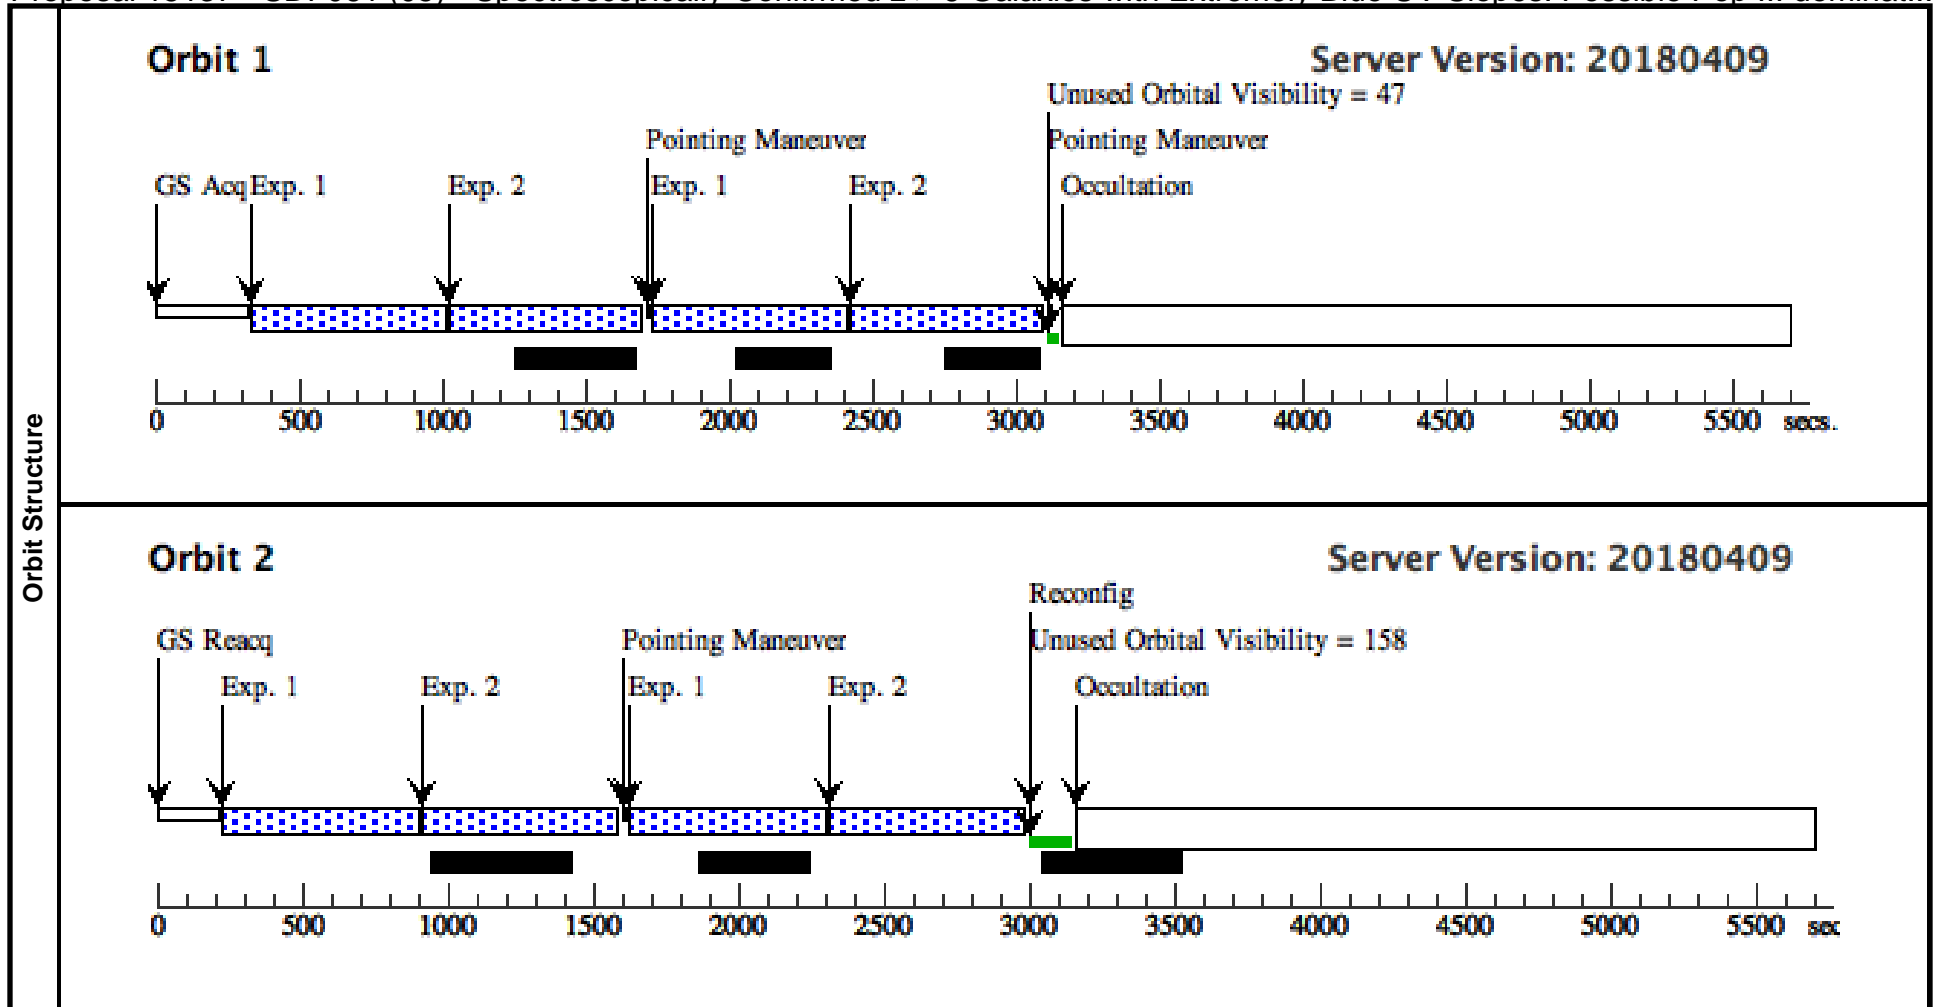 Orbit Structure
Orbit 1
Server Version: 20180409
Unused Orbital Visibility = 47
Pointing Maneuver
Pointing Maneuver
GS Acq
Exp. 1
Exp. 2
Exp. 1
Exp. 2
Occultation
0 500 1000 1500 2000 2500 3000 3500 4000 4500 5000 5500 secs.
Orbit 2
Server Version: 20180409
Reconfig
GS Reacq
Pointing Maneuver
Unused Orbital Visibility = 158
Exp. 1
Exp. 2
Exp. 1
Exp. 2
Occultation
0 500 1000 1500 2000 2500 3000 3500 4000 4500 5000 5500 sec